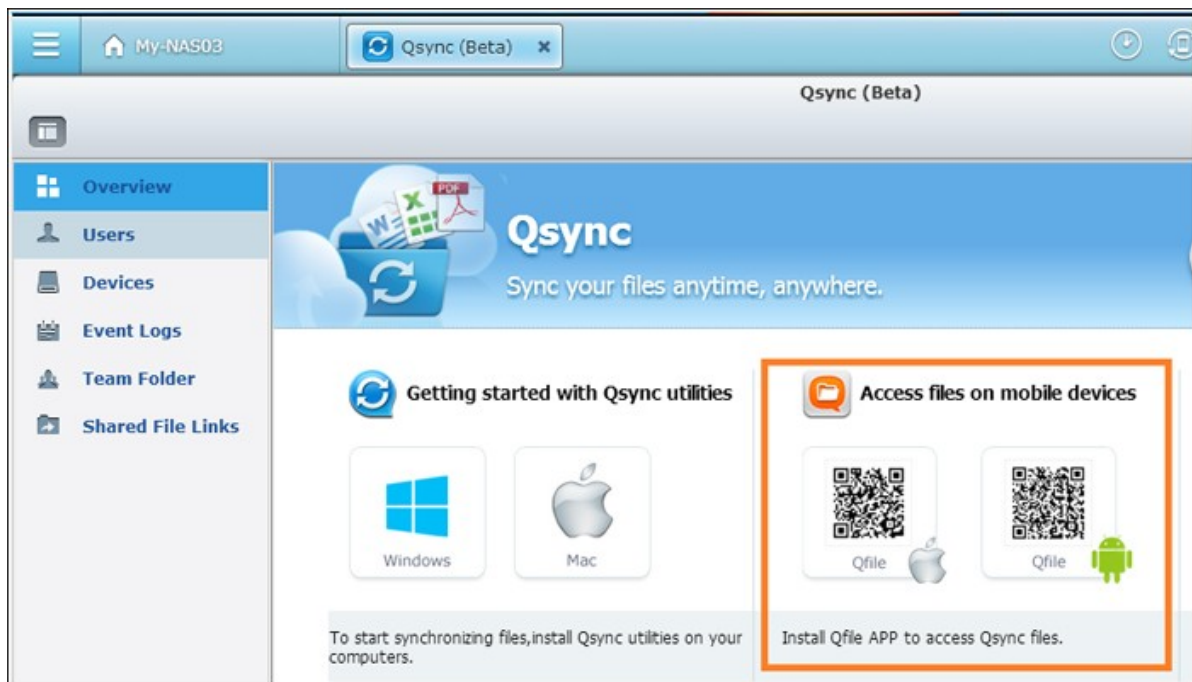 My-NAS03
Qsync (Beta)
Qsync (Beta)
Overview
Users
Devices
Event Logs
Team Folder
Shared File Links
W
X
PDF
Qsync
Sync your files anytime, anywhere.
Getting started with Qsync utilities
Windows
Mac
To start synchronizing files,install Qsync utilties on your
computers.
Access files on mobile devices
Qfile
Qfile
Install Qfile APP to access Qsync files.